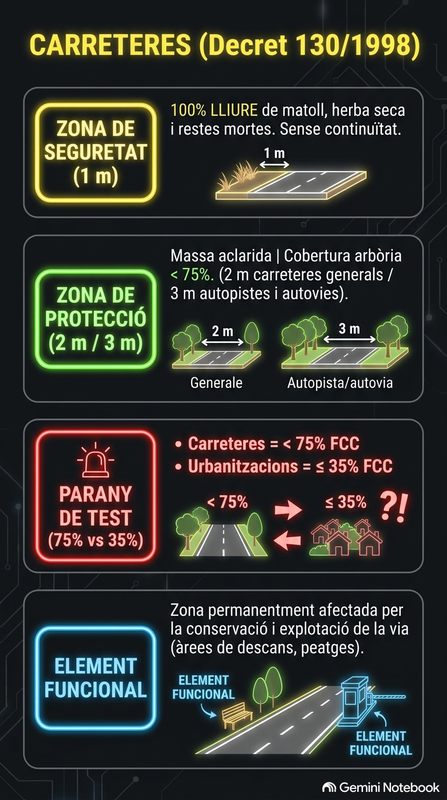 CARRETERES (Decret 130/1998)
ZONA DE
SEGURETAT
(1 m)
100% LLIURE de matoll, herba seca
i restes mortes. Sense continuïtat.
1 m
ZONA DE
PROTECCIÓ
(2 m / 3 m)
Massa aclarida | Cobertura arbòria
< 75%. (2 m carreteres generals /
3 m autopistes i autovies).
2 m
3 m
Generale
Autopista/autovia
PARANY
DE TEST
(75% vs 35%)
• Carreteres = < 75% FCC
• Urbanitzacions = ≤ 35% FCC
< 75%
≤ 35%
?!
ELEMENT
FUNCIONAL
Zona permanentment afectada per
la conservació i explotació de la via
(àrees de descans, peatges).
ELEMENT
FUNCIONAL
ELEMENT
FUNCIONAL
Gemini Notebook